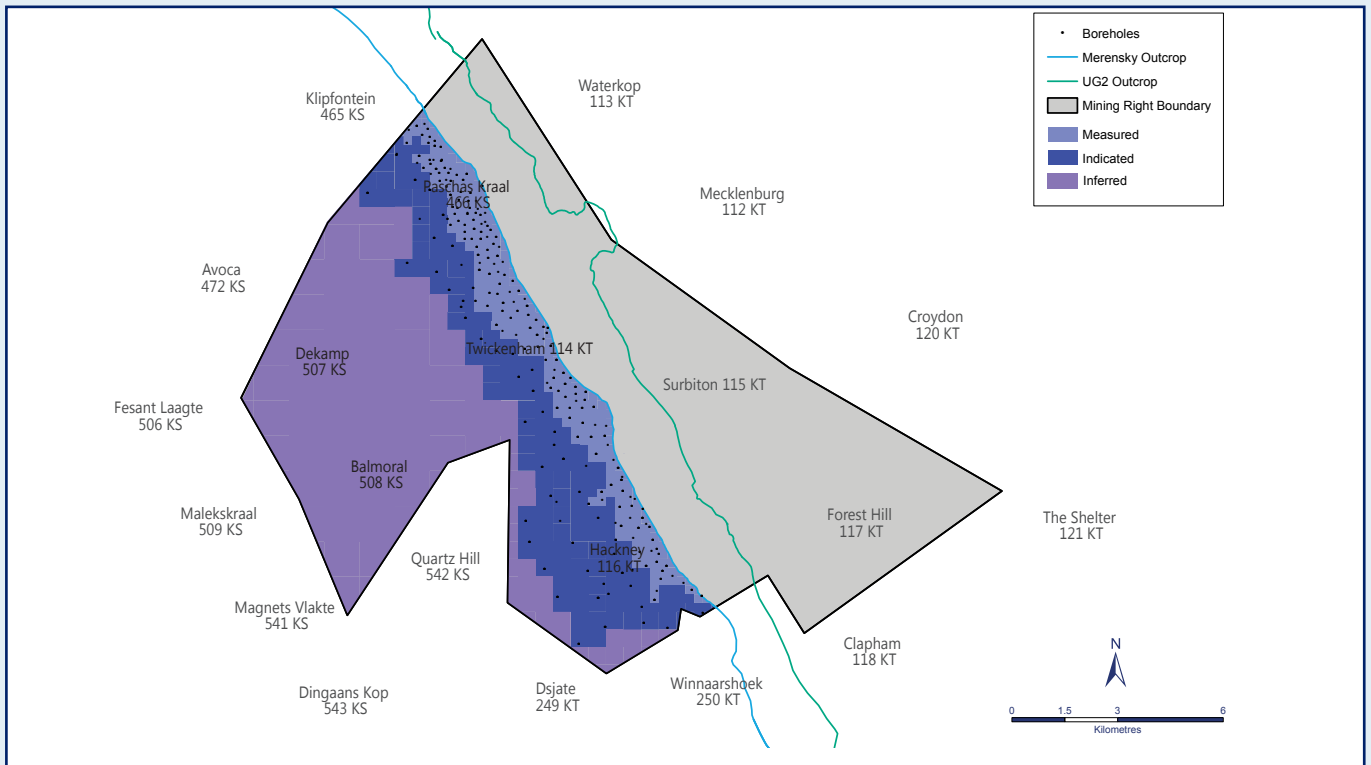 Boreholes
Merensky Outcrop
UG2 Outcrop
Mining Right Boundary
Measured
Indicated
Inferred
Waterkop
113 KT
Klipfontein
465 KS
Paschas Kraal
466 KS
Mecklenburg
112 KT
Avoca
472 KS
Croydon
120 KT
Dekamp
507 KS
Twickenham 114 KT
Surbiton 115 KT
Fesant Laagte
506 KS
Balmoral
508 KS
Malekskraal
509 KS
Forest Hill
117 KT
The Shelter
121 KT
Quartz Hill
542 KS
Hackney
116 KT
Magnets Vlakte
541 KS
Clapham
118 KT
Dingaans Kop
543 KS
Dsjate
249 KT
Winnaarshoek
250 KT
N
0 1.5 3 6
Kilometres